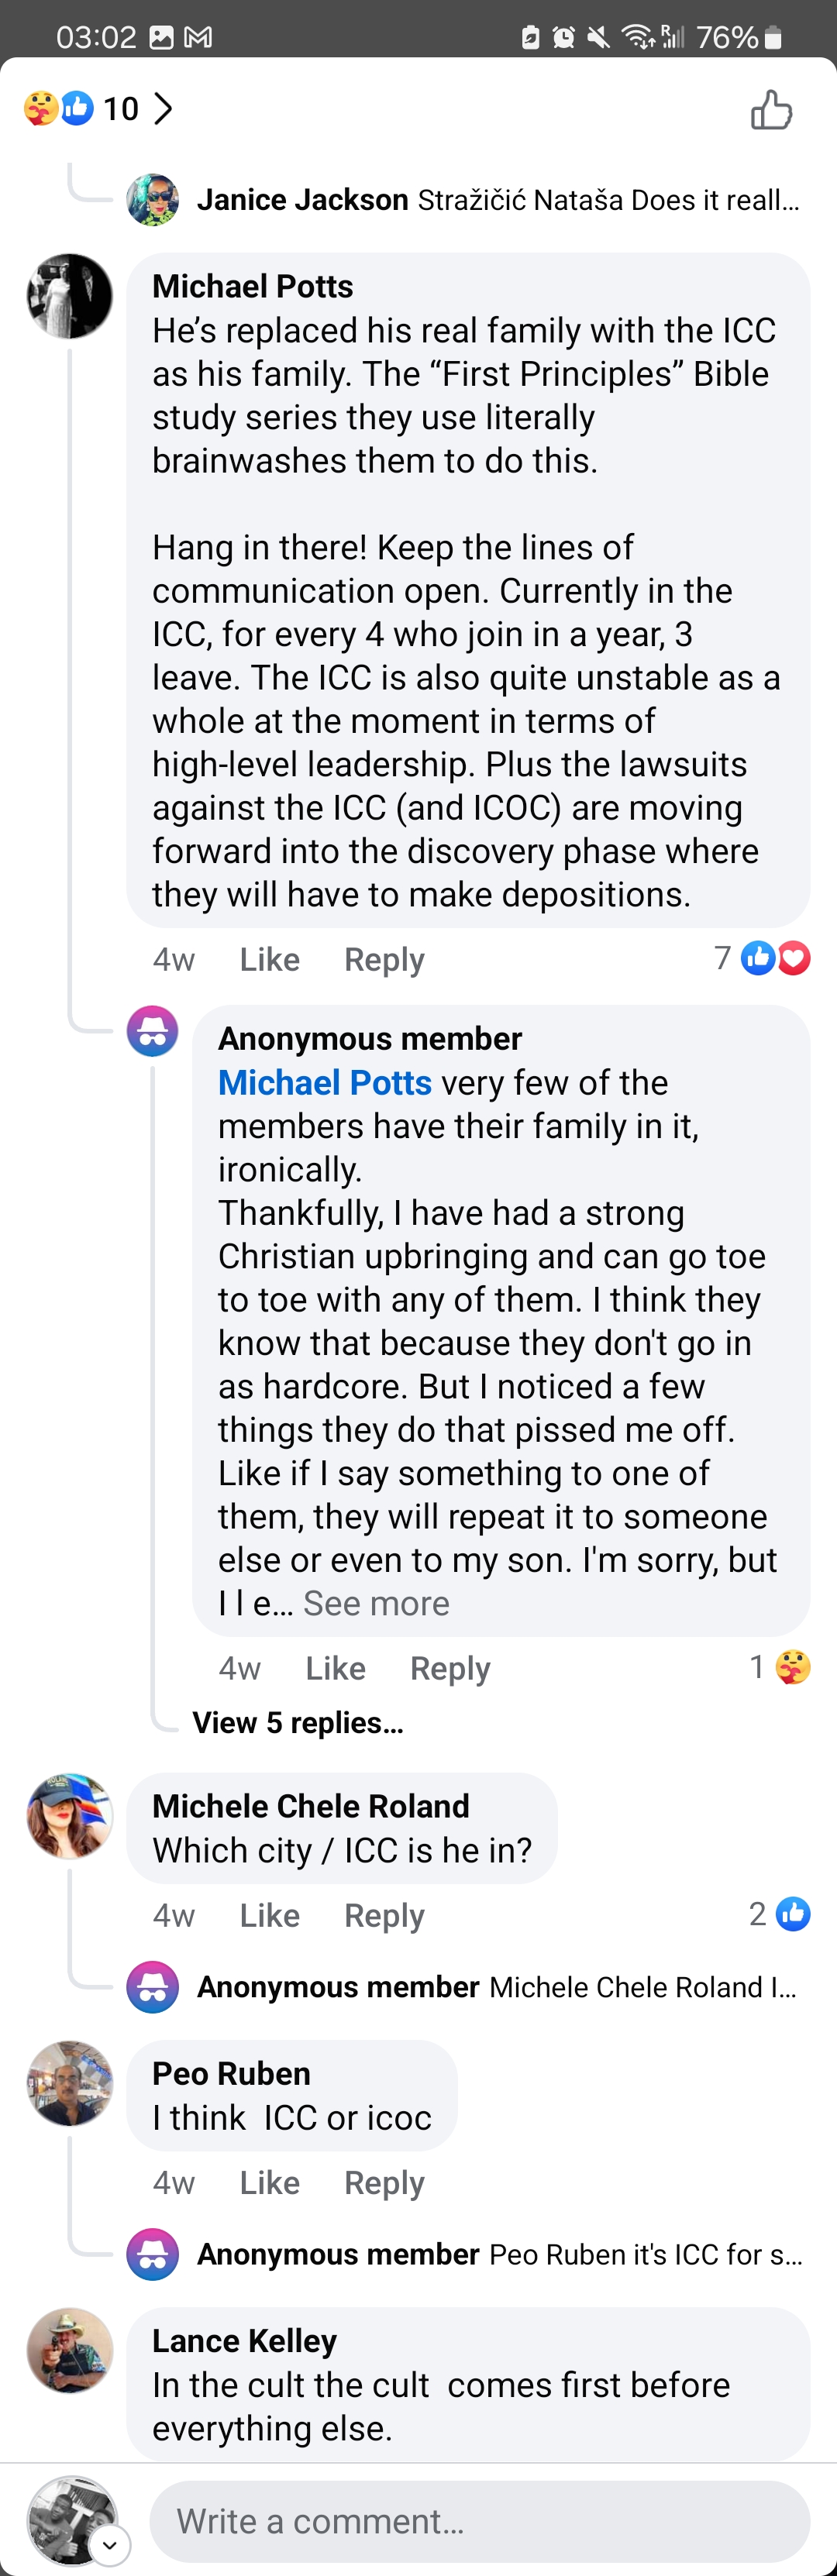 03:02
R
76%
10
Janice Jackson Stražičić Nataša Does it reall...
Michael Potts
He’s replaced his real family with the ICC
as his family. The “First Principles” Bible
study series they use literally
brainwashes them to do this.
Hang in there! Keep the lines of
communication open. Currently in the
ICC, for every 4 who join in a year, 3
leave. The ICC is also quite unstable as a
whole at the moment in terms of
high-level leadership. Plus the lawsuits
against the ICC (and ICOC) are moving
forward into the discovery phase where
they will have to make depositions.
4w Like Reply 7
Anonymous member
Michael Potts very few of the
members have their family in it,
ironically.
Thankfully, I have had a strong
Christian upbringing and can go toe
to toe with any of them. I think they
know that because they don't go in
as hardcore. But I noticed a few
things they do that pissed me off.
Like if I say something to one of
them, they will repeat it to someone
else or even to my son. I'm sorry, but
I l e... See more
4w Like Reply 1
View 5 replies...
Michele Chele Roland
Which city / ICC is he in?
4w Like Reply 2
Anonymous member Michele Chele Roland I...
Peo Ruben
I think  ICC or icoc
4w Like Reply
Anonymous member Peo Ruben it's ICC for s...
Lance Kelley
In the cult the cult  comes first before
everything else.
Write a comment...